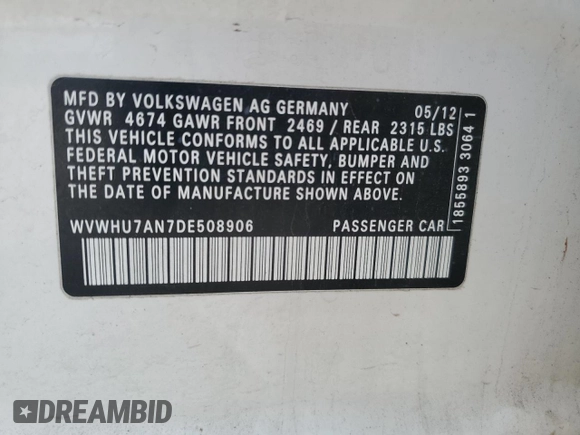 MFD BY VOLKSWAGEN AG GERMANY 05/12
GVWR 4674 GAWR FRONT 2469 / REAR 2315 LBS
THIS VEHICLE CONFORMS TO ALL APPLICABLE U.S.
FEDERAL MOTOR VEHICLE SAFETY, BUMPER AND
THEFT PREVENTION STANDARDS IN EFFECT ON
THE DATE OF MANUFACTURE SHOWN ABOVE.
WVWHU7AN7DE508906 PASSENGER CAR
1855893 33064 1
DREAMBID